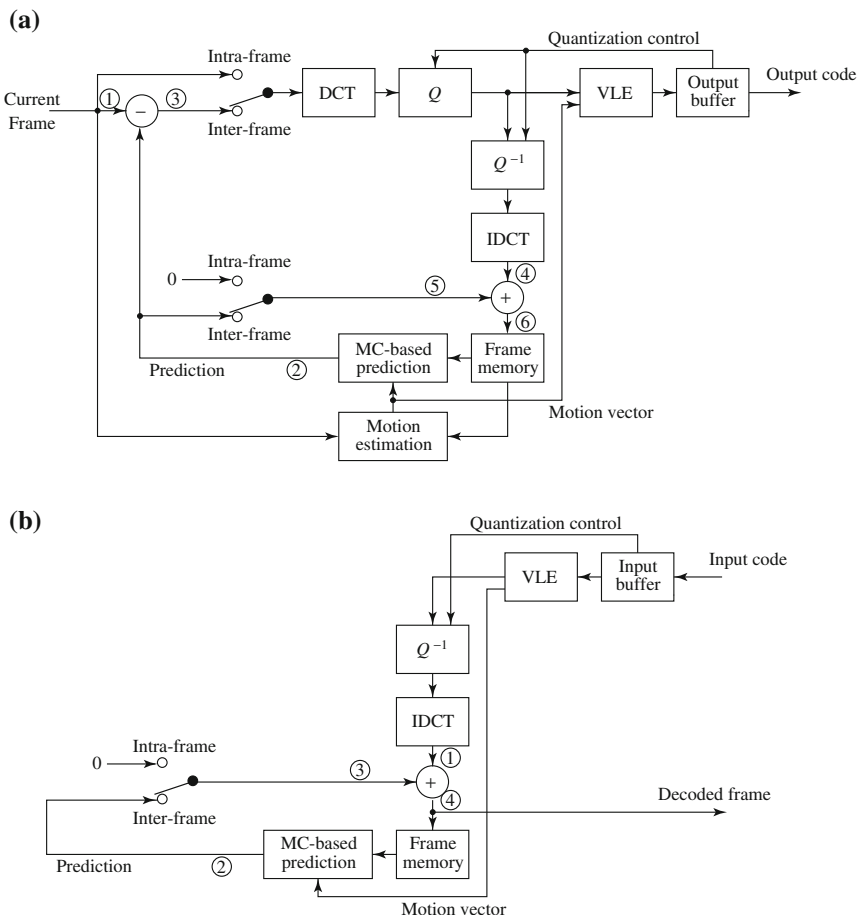 (a)
Quantization control
Intra-frame
Current
Frame
①
−
③
Inter-frame
DCT
Q
VLE
Output
buffer
Output code
Q⁻¹
IDCT
④
Intra-frame
0
⑤
+
Inter-frame
⑥
Prediction
②
MC-based
prediction
Frame
memory
Motion vector
Motion
estimation
(b)
Quantization control
VLE
Input
buffer
Input code
Q⁻¹
IDCT
①
Intra-frame
0
③
+
④
Inter-frame
Decoded frame
Prediction
②
MC-based
prediction
Frame
memory
Motion vector